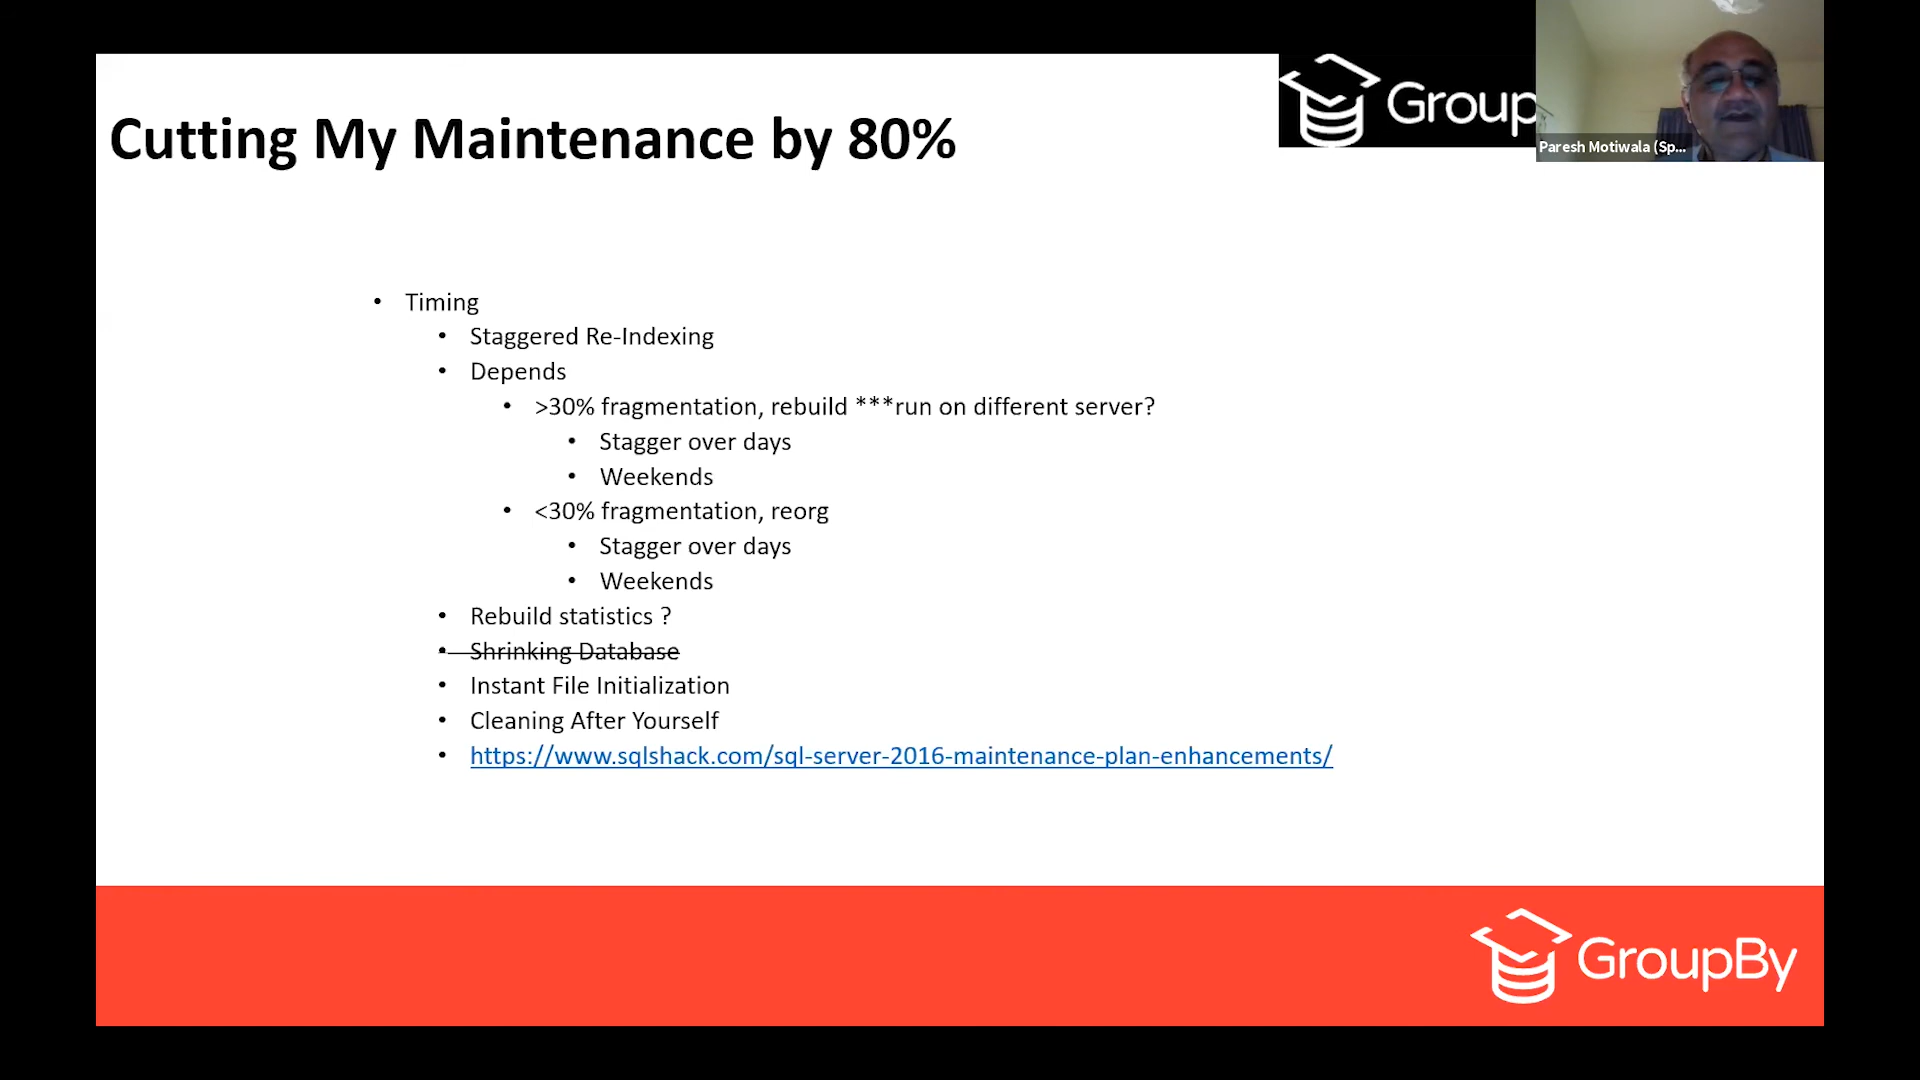 Cutting My Maintenance by 80%
Group
Paresh Motiwala (Sp...
• Timing
• Staggered Re-Indexing
• Depends
• >30% fragmentation, rebuild ***run on different server?
• Stagger over days
• Weekends
• <30% fragmentation, reorg
• Stagger over days
• Weekends
• Rebuild statistics ?
• Shrinking Database
• Instant File Initialization
• Cleaning After Yourself
• https://www.sqlshack.com/sql-server-2016-maintenance-plan-enhancements/
GroupBy